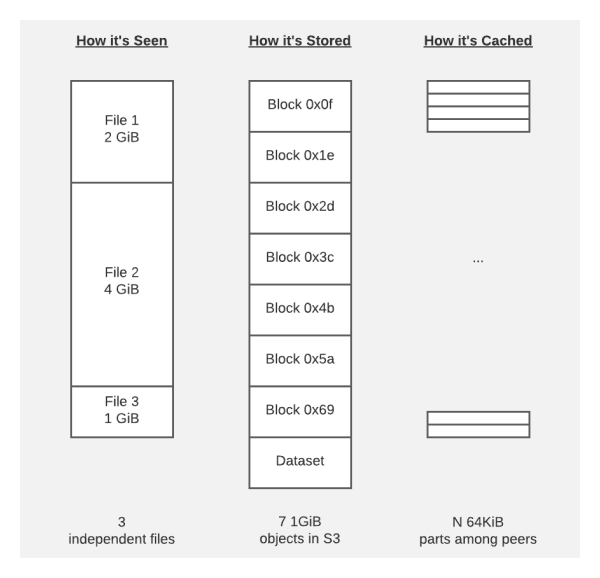 How it's Seen
How it's Stored
How it's Cached
File 1
2 GiB
File 2
4 GiB
File 3
1 GiB
Block 0x0f
Block 0x1e
Block 0x2d
Block 0x3c
Block 0x4b
Block 0x5a
Block 0x69
Dataset
...
3
independent files
7 1GiB
objects in S3
N 64KiB
parts among peers